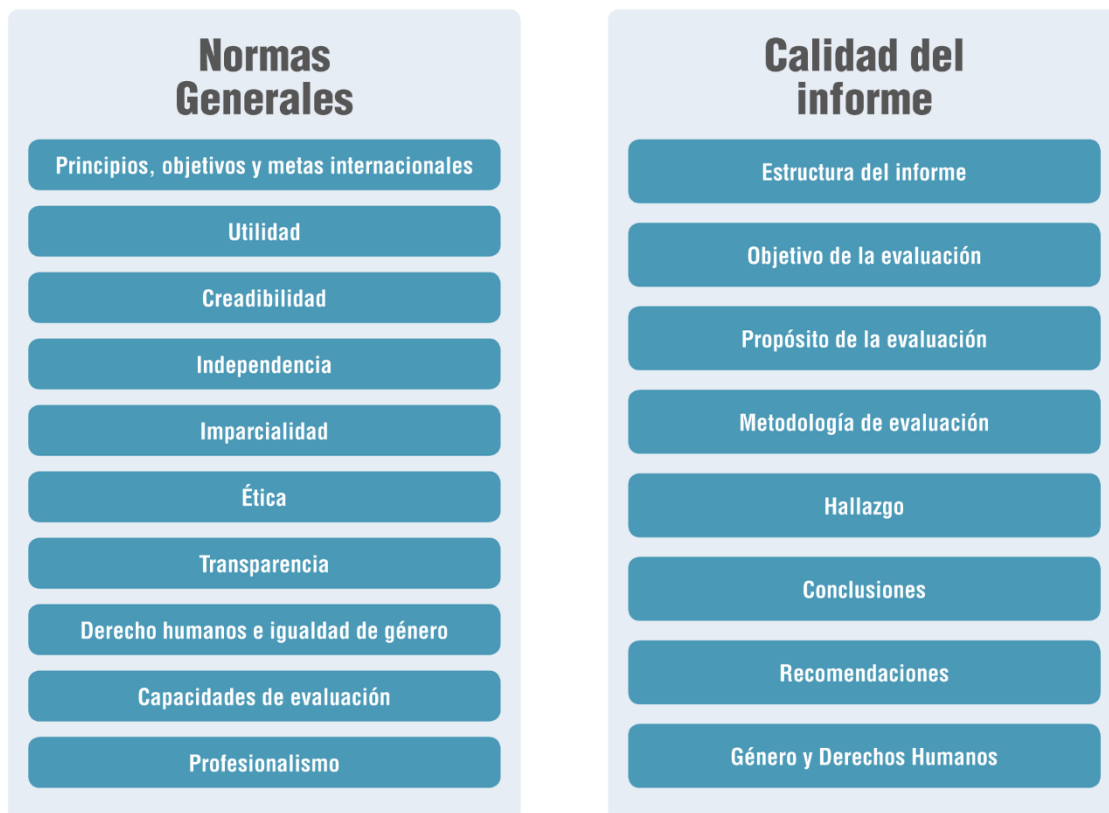 Normas
Generales
Principios, objetivos y metas internacionales
Utilidad
Creadibilidad
Independencia
Imparcialidad
Ética
Transparencia
Derecho humanos e igualdad de género
Capacidades de evaluación
Profesionalismo
Calidad del
informe
Estructura del informe
Objetivo de la evaluación
Propósito de la evaluación
Metodología de evaluación
Hallazgo
Conclusiones
Recomendaciones
Género y Derechos Humanos